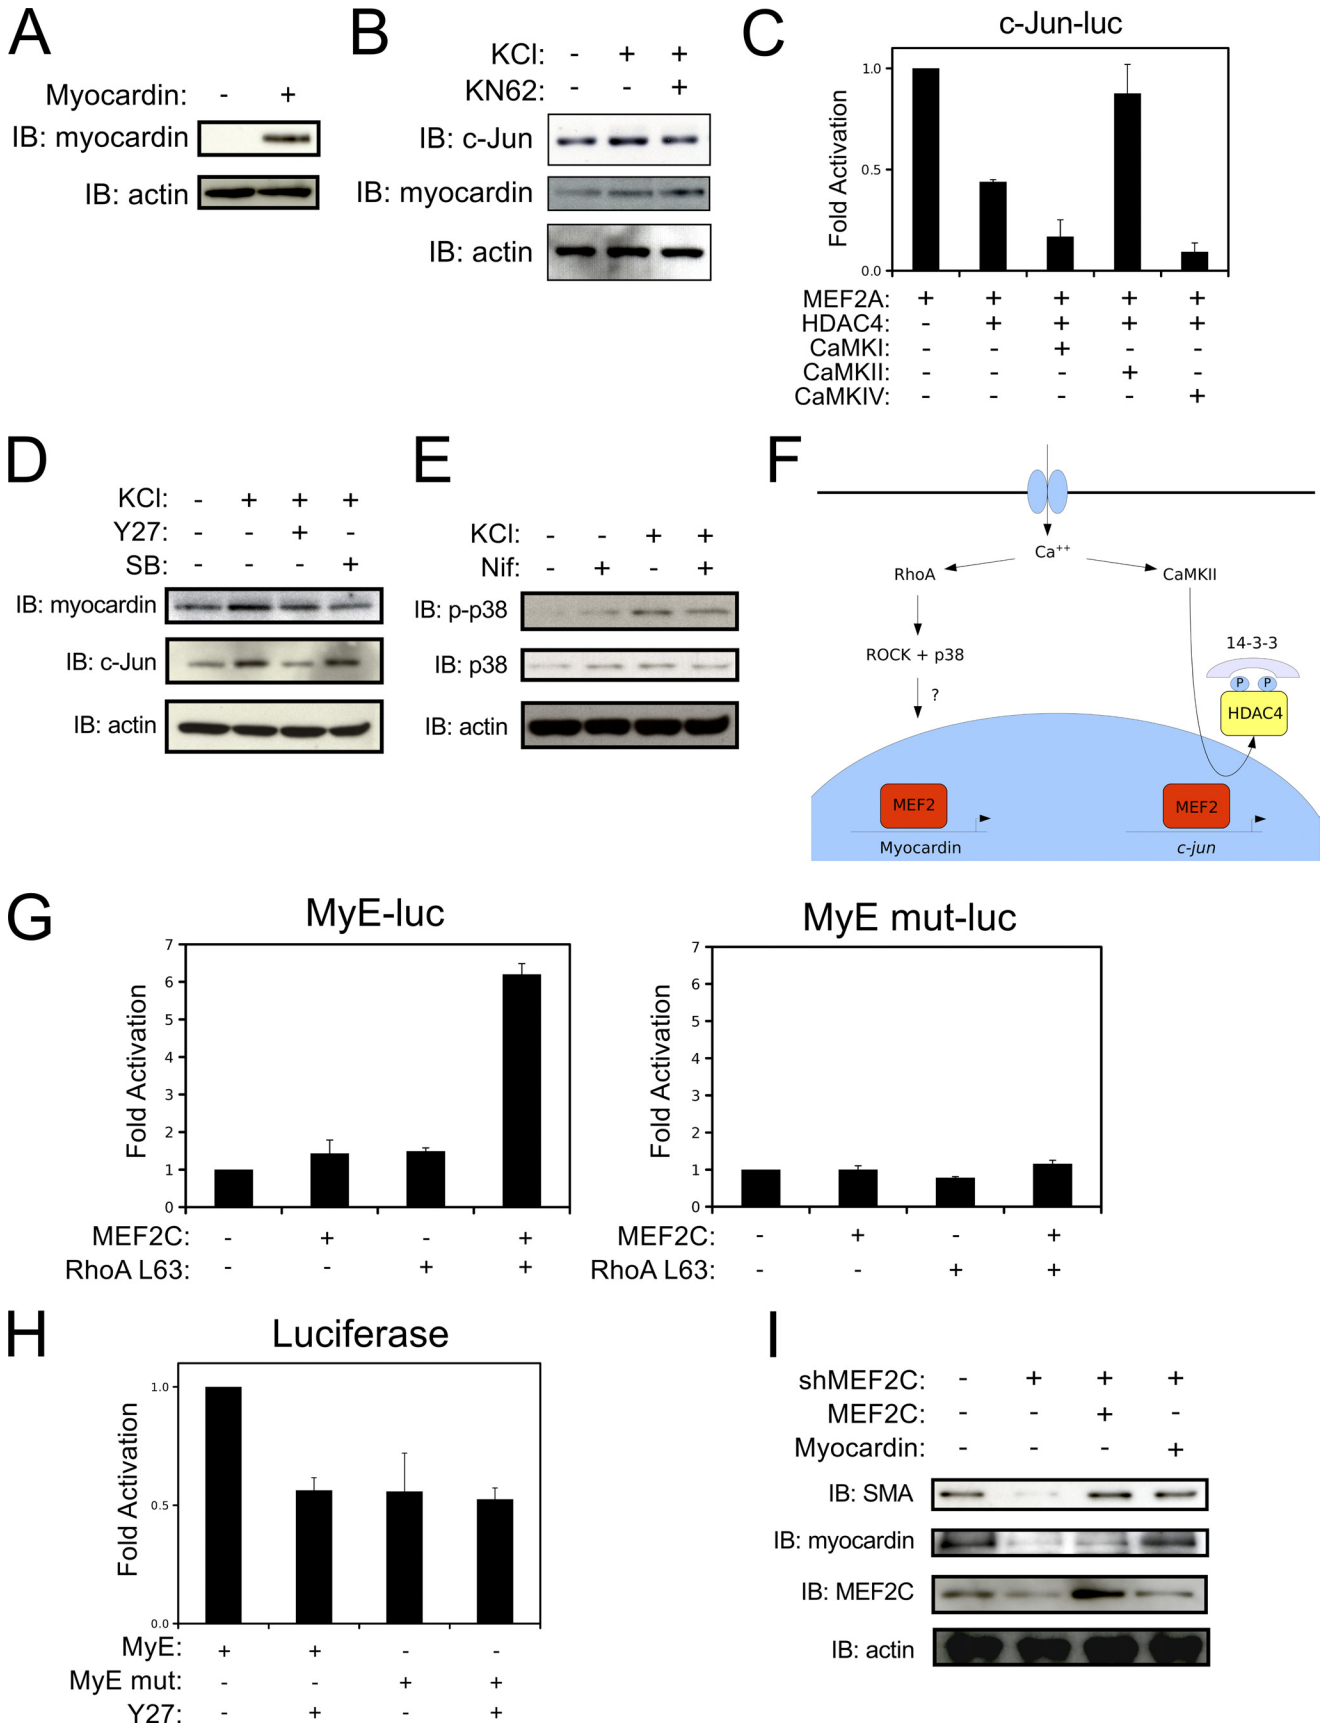 A
Myocardin: - +
IB: myocardin
IB: actin
B
KCl: - + +
KN62: - - +
IB: c-Jun
IB: myocardin
IB: actin
C
c-Jun-luc
Fold Activation
1.0
0.5
0.0
MEF2A: + + + + +
HDAC4: - + + + +
CaMKI: - - + - -
CaMKII: - - - + -
CaMKIV: - - - - +
D
KCl: - + + +
Y27: - - + -
SB: - - - +
IB: myocardin
IB: c-Jun
IB: actin
E
KCl: - - + +
Nif: - + - +
IB: p-p38
IB: p38
IB: actin
F
Ca++
RhoA
CaMKII
ROCK + p38
?
14-3-3
P P
HDAC4
MEF2
Myocardin
MEF2
c-jun
G
MyE-luc
Fold Activation
7
6
5
4
3
2
1
0
MEF2C: - + - +
RhoA L63: - - + +
MyE mut-luc
Fold Activation
7
6
5
4
3
2
1
0
MEF2C: - + - +
RhoA L63: - - + +
H
Luciferase
Fold Activation
1.0
0.5
0.0
MyE: + + - -
MyE mut: - - + +
Y27: - + - +
I
shMEF2C: - + + +
MEF2C: - - + -
Myocardin: - - - +
IB: SMA
IB: myocardin
IB: MEF2C
IB: actin